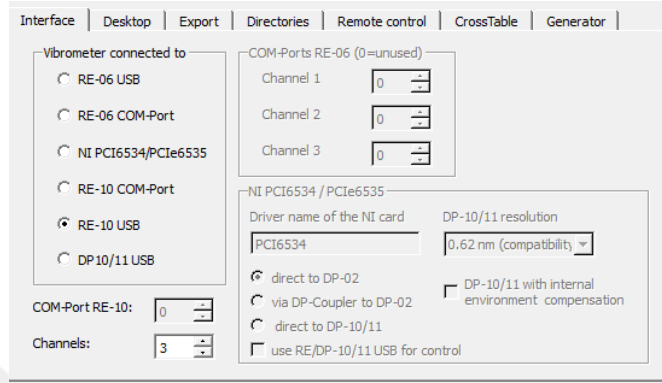 Interface
Desktop
Export
Directories
Remote control
CrossTable
Generator
Vibrometer connected to
RE-06 USB
RE-06 COM-Port
NI PCI6534/PCIe6535
RE-10 COM-Port
RE-10 USB
DP10/11 USB
COM-Port RE-10:
0
Channels:
3
COM-Ports RE-06 (0=unused)
Channel 1
0
Channel 2
0
Channel 3
0
NI PCI6534 / PCIe6535
Driver name of the NI card
PCI6534
DP-10/11 resolution
0.62 nm (compatibility
direct to DP-02
via DP-Coupler to DP-02
direct to DP-10/11
use RE/DP-10/11 USB for control
DP-10/11 with internal
environment compensation